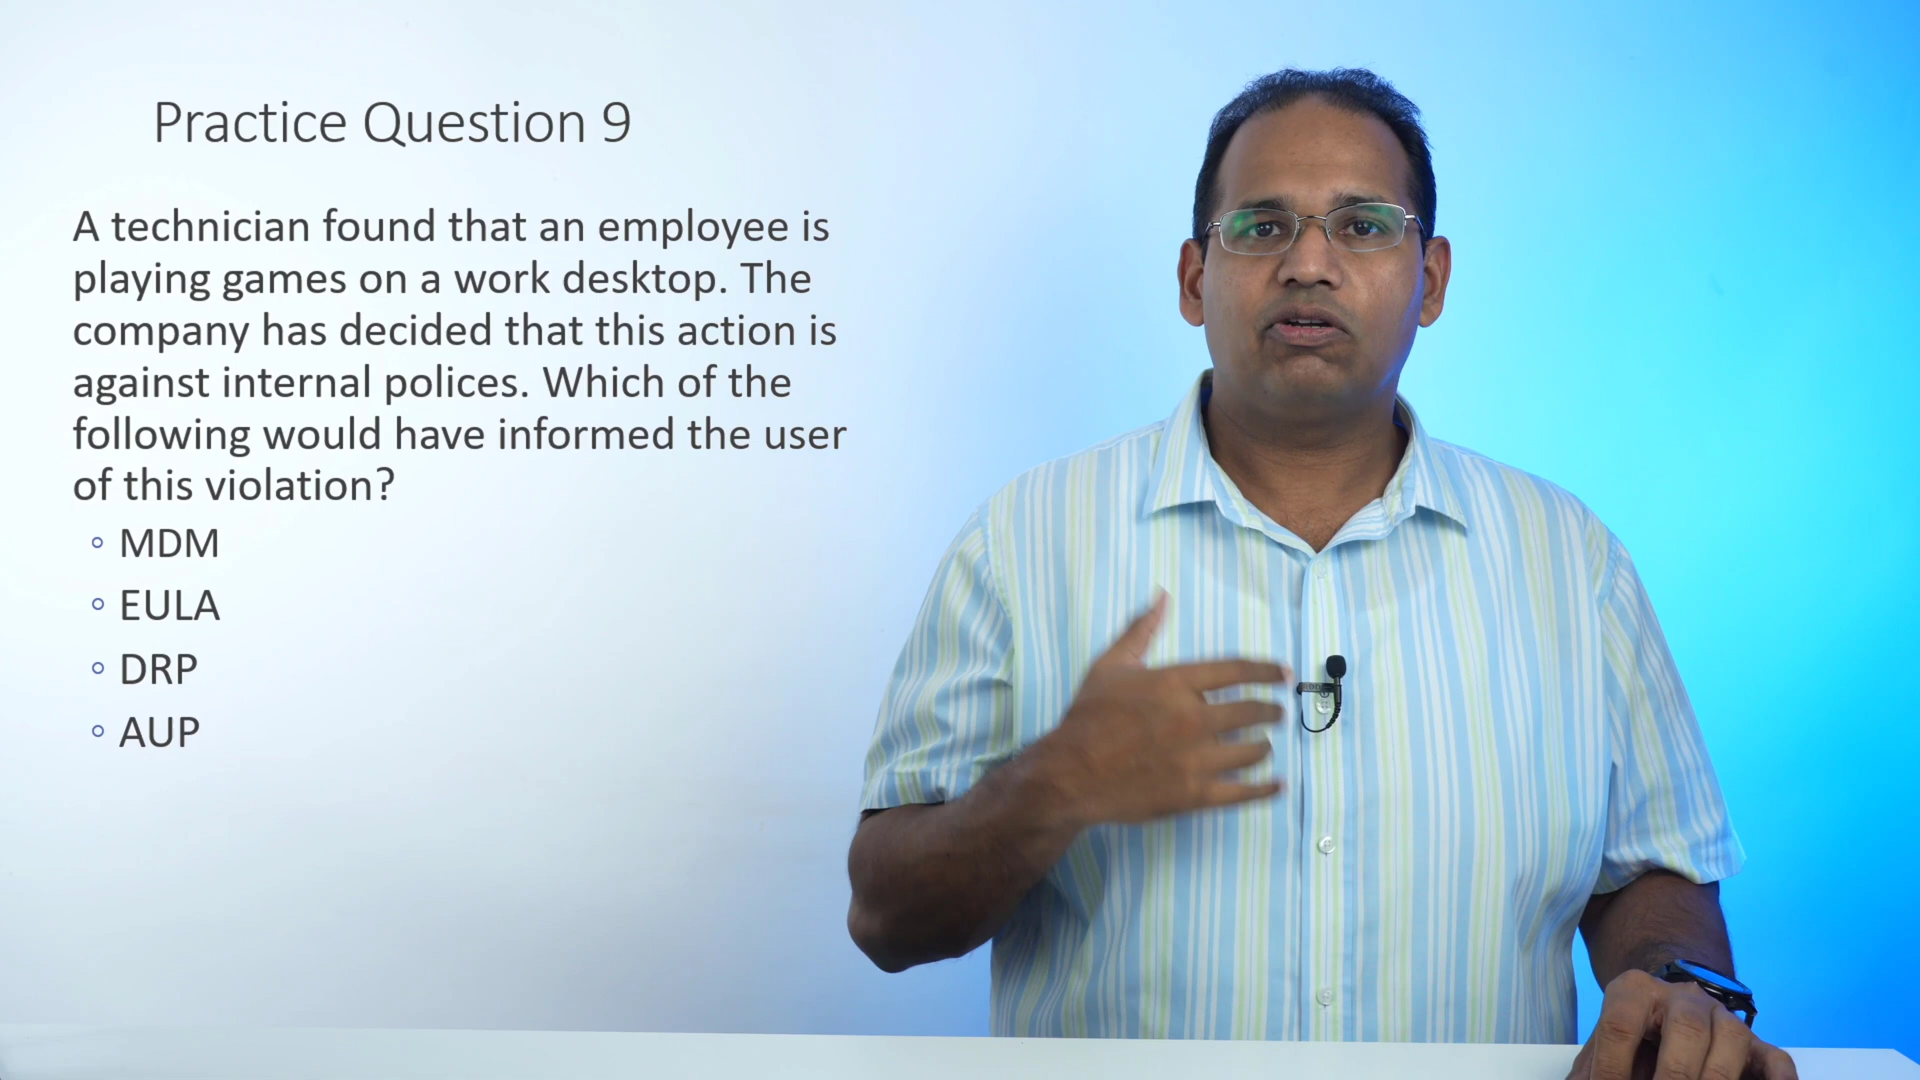 Practice Question 9
A technician found that an employee is
playing games on a work desktop. The
company has decided that this action is
against internal polices. Which of the
following would have informed the user
of this violation?
MDM
EULA
DRP
AUP